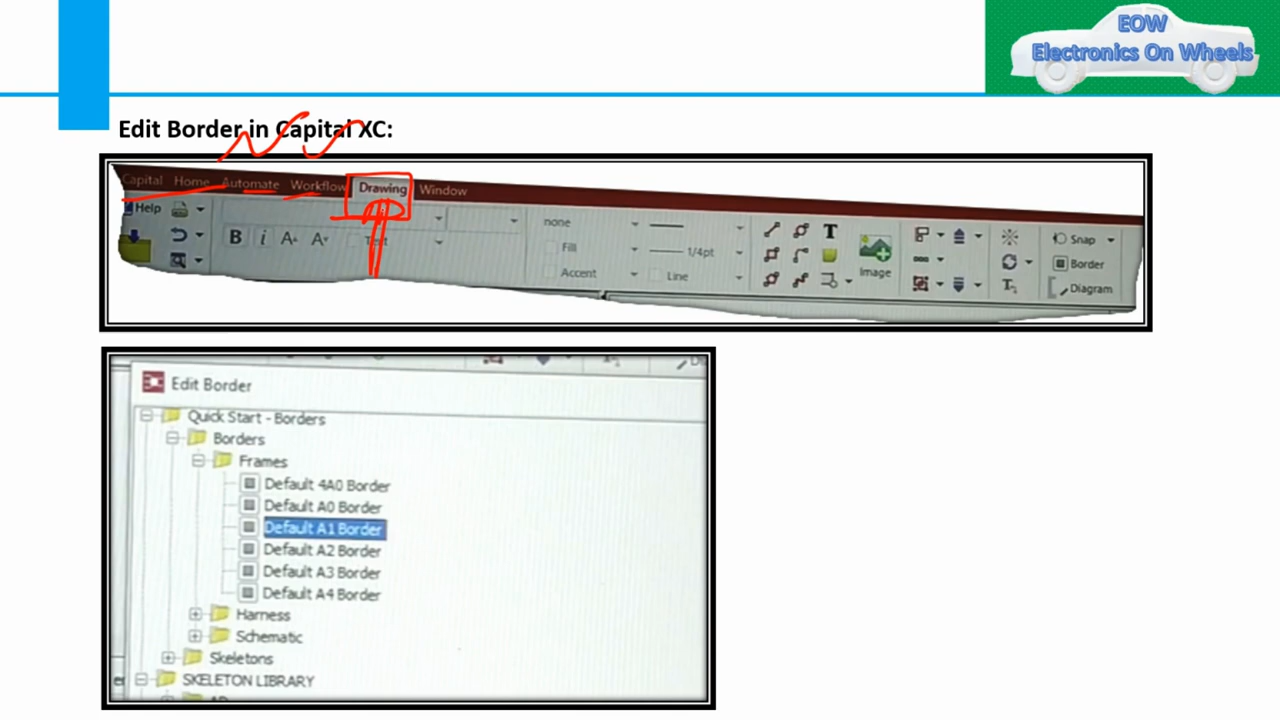 EOW
Electronics On Wheels
Edit Border in Capital XC:
Capital Home Automate Workflow Drawing Window
Help
B i A A Text
none
Fill
Accent
1/4pt
Line
T
Image
Snap
Border
Diagram
Edit Border
Quick Start - Borders
Borders
Frames
Default 4A0 Border
Default A0 Border
Default A1 Border
Default A2 Border
Default A3 Border
Default A4 Border
Harness
Schematic
Skeletons
SKELETON LIBRARY